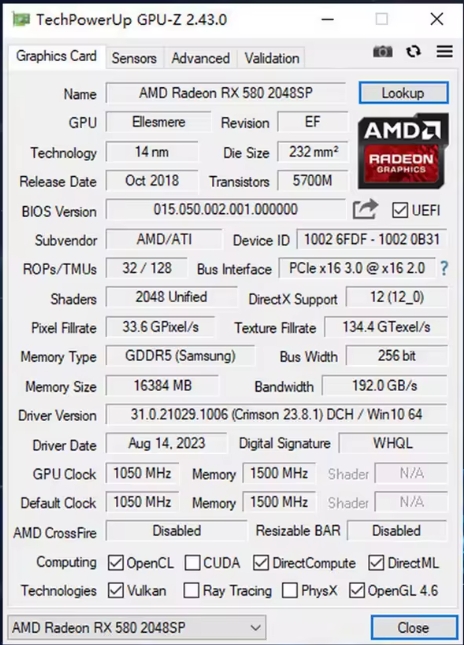 TechPowerUp GPU-Z 2.43.0
Graphics Card Sensors Advanced Validation
Name AMD Radeon RX 580 2048SP Lookup
GPU Ellesmere Revision EF
Technology 14 nm Die Size 232 mm²
Release Date Oct 2018 Transistors 5700M
AMD
RADEON
GRAPHICS
BIOS Version 015.050.002.001.000000 UEFI
Subvendor AMD/ATI Device ID 1002 6FDF - 1002 0B31
ROPs/TMUs 32 / 128 Bus Interface PCIe x16 3.0 @ x16 2.0 ?
Shaders 2048 Unified DirectX Support 12 (12_0)
Pixel Fillrate 33.6 GPixel/s Texture Fillrate 134.4 GTexel/s
Memory Type GDDR5 (Samsung) Bus Width 256 bit
Memory Size 16384 MB Bandwidth 192.0 GB/s
Driver Version 31.0.21029.1006 (Crimson 23.8.1) DCH / Win10 64
Driver Date Aug 14, 2023 Digital Signature WHQL
GPU Clock 1050 MHz Memory 1500 MHz Shader N/A
Default Clock 1050 MHz Memory 1500 MHz Shader N/A
AMD CrossFire Disabled Resizable BAR Disabled
Computing OpenCL CUDA DirectCompute DirectML
Technologies Vulkan Ray Tracing PhysX OpenGL 4.6
AMD Radeon RX 580 2048SP Close